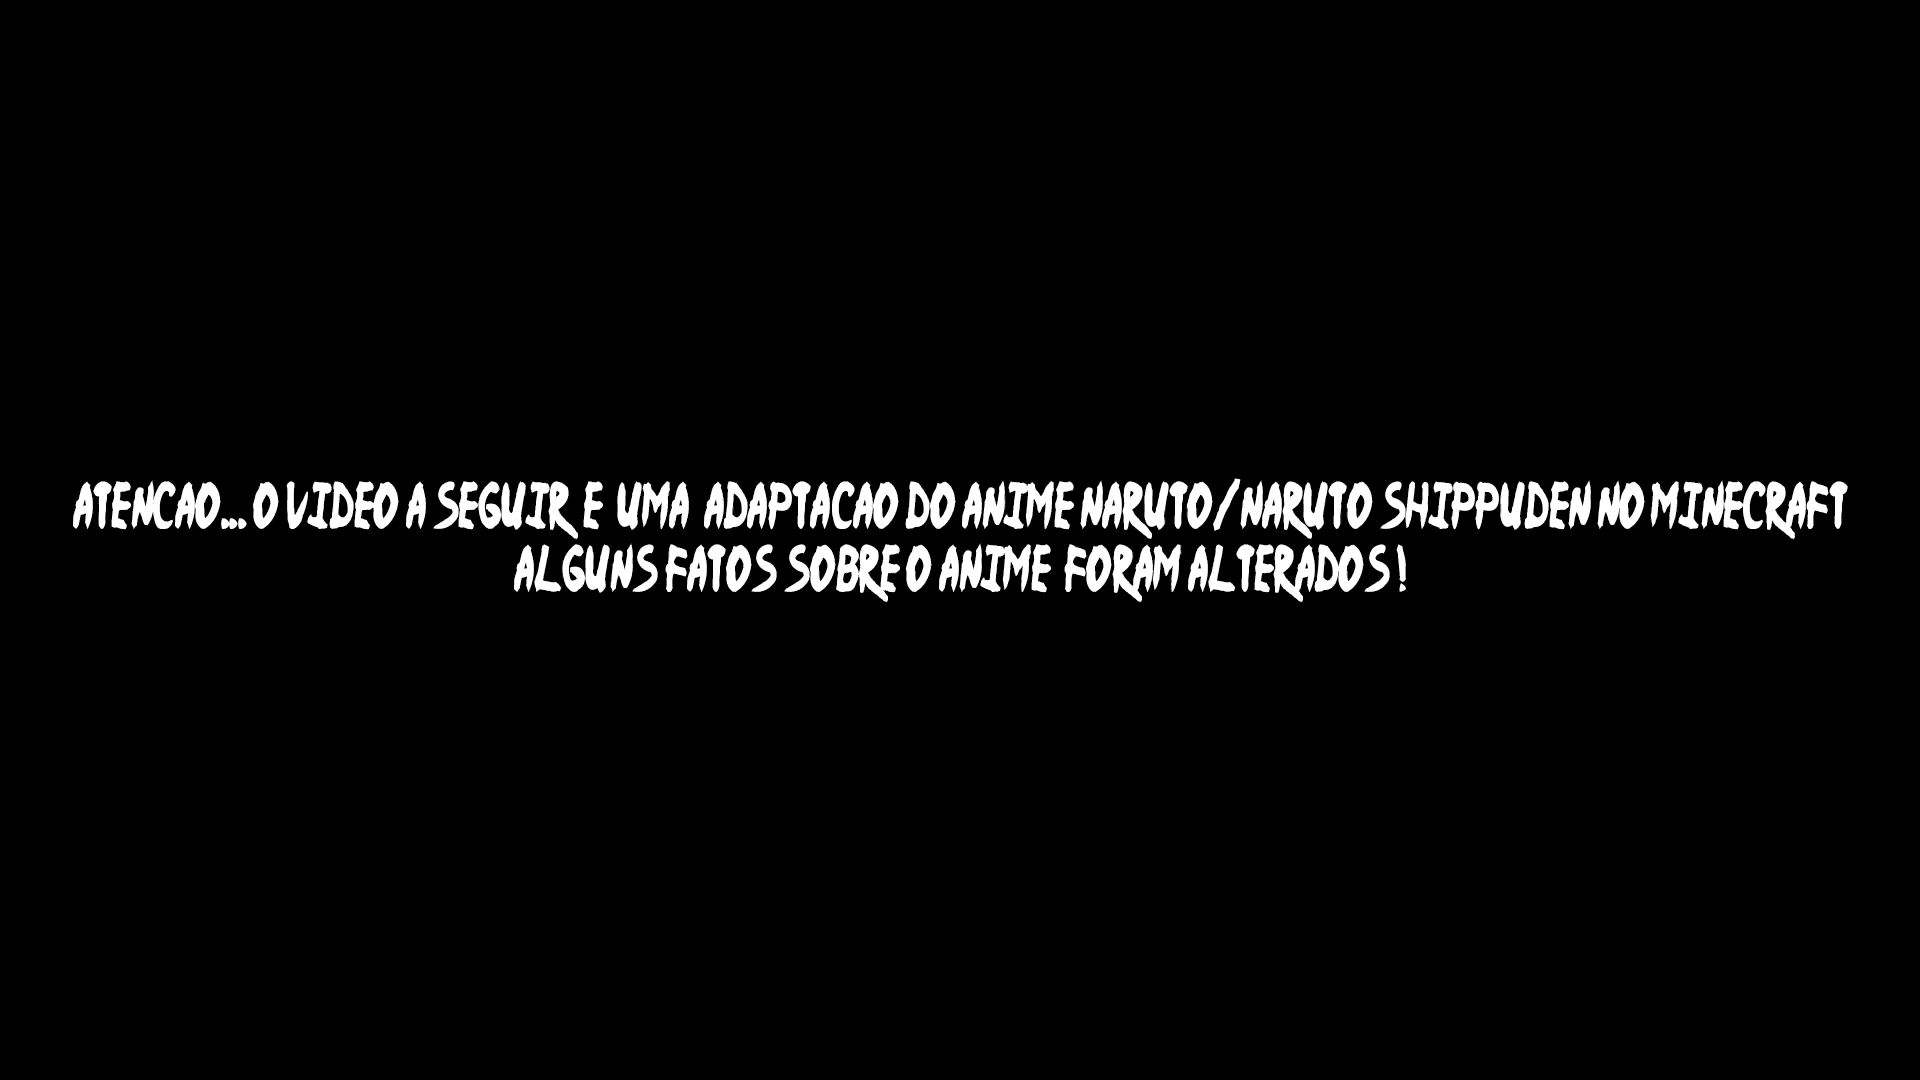 ATENCAO... O VIDEO A SEGUIR E UMA ADAPTACAO DO ANIME NARUTO/NARUTO SHIPPUDEN NO MINECRAFT
ALGUNS FATOS SOBRE O ANIME FORAM ALTERADOS!